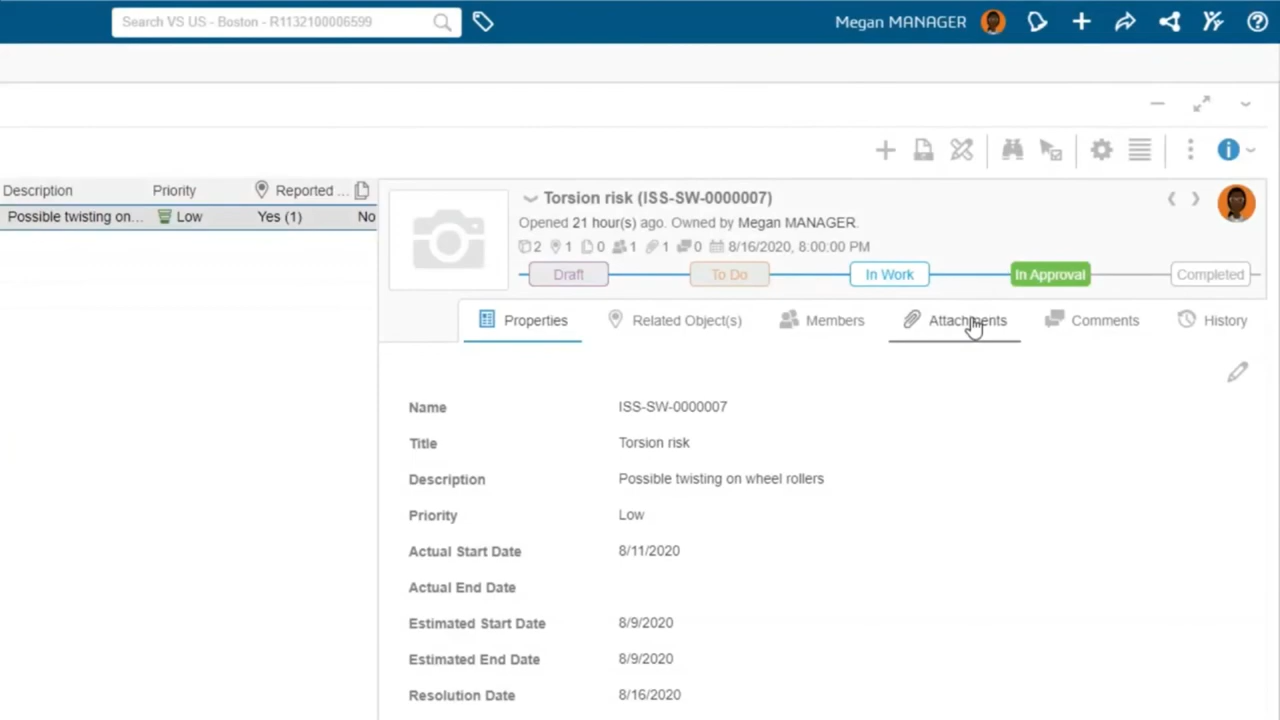 Search VS US - Boston - R1132100006599
Megan MANAGER
Description Priority Reported ...
Possible twisting on... Low Yes (1) No
Torsion risk (ISS-SW-0000007)
Opened 21 hour(s) ago. Owned by Megan MANAGER.
2 1 0 1 1 0 8/16/2020, 8:00:00 PM
Draft To Do In Work In Approval Completed
Properties Related Object(s) Members Attachments Comments History
Name ISS-SW-0000007
Title Torsion risk
Description Possible twisting on wheel rollers
Priority Low
Actual Start Date 8/11/2020
Actual End Date
Estimated Start Date 8/9/2020
Estimated End Date 8/9/2020
Resolution Date 8/16/2020